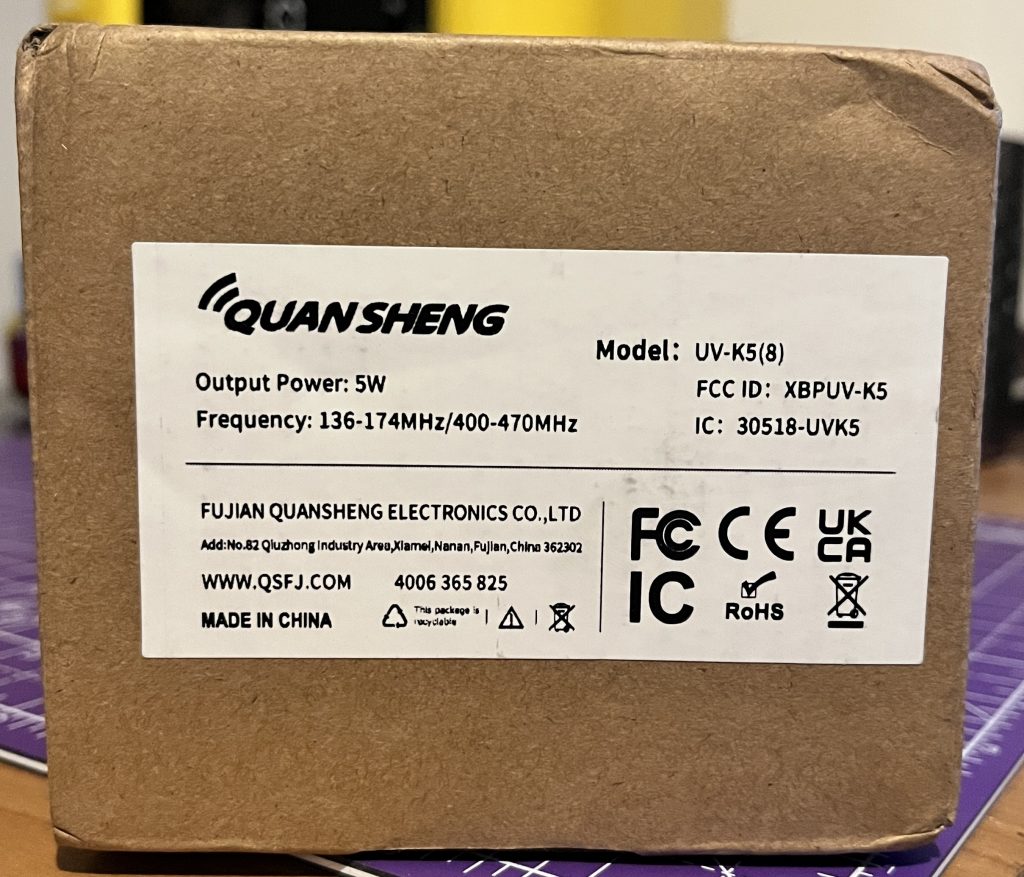 QUANSHENG
Model: UV-K5(8)
Output Power: 5W
FCC ID: XBPUV-K5
Frequency: 136-174MHz/400-470MHz
IC: 30518-UVK5
FUJIAN QUANSHENG ELECTRONICS CO.,LTD
Add:No.82 Qiuzhong Industry Area,Xiamei,Nanan,Fujian,China 362302
WWW.QSFJ.COM 4006 365 825
MADE IN CHINA
This package is
recyclable
FC CE UK
CA
IC RoHS